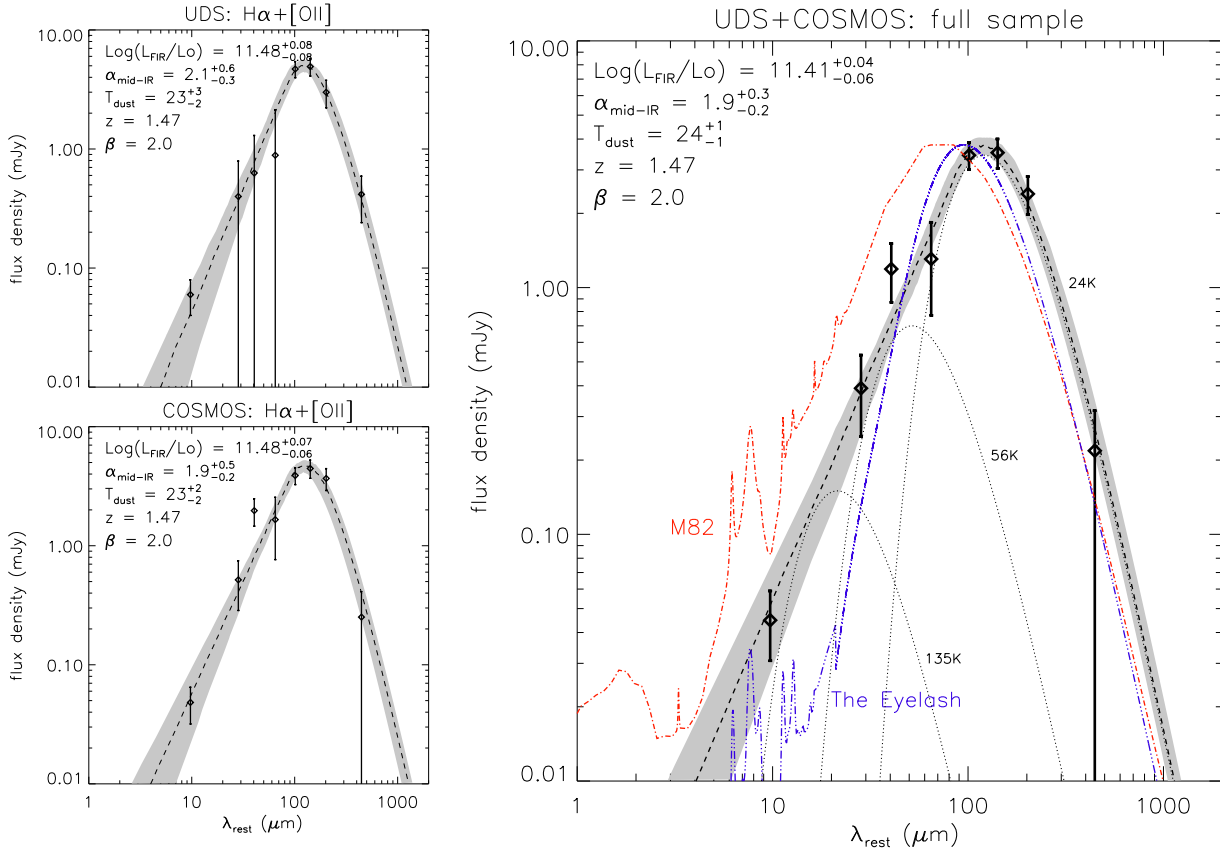 UDS: Hα+[OII]
10.00
1.00
0.10
0.01
flux density (mJy)
Log(L_FIR/Lo) = 11.48 +0.08 -0.08
α_mid-IR = 2.1 +0.6 -0.3
T_dust = 23 +3 -2
z = 1.47
β = 2.0
COSMOS: Hα+[OII]
10.00
1.00
0.10
0.01
flux density (mJy)
Log(L_FIR/Lo) = 11.48 +0.07 -0.06
α_mid-IR = 1.9 +0.5 -0.2
T_dust = 23 +2 -2
z = 1.47
β = 2.0
1 10 100 1000
λ_rest (μm)
UDS+COSMOS: full sample
10.00
1.00
0.10
0.01
flux density (mJy)
Log(L_FIR/Lo) = 11.41 +0.04 -0.06
α_mid-IR = 1.9 +0.3 -0.2
T_dust = 24 +1 -1
z = 1.47
β = 2.0
24K
56K
M82
135K
The Eyelash
1 10 100 1000
λ_rest (μm)